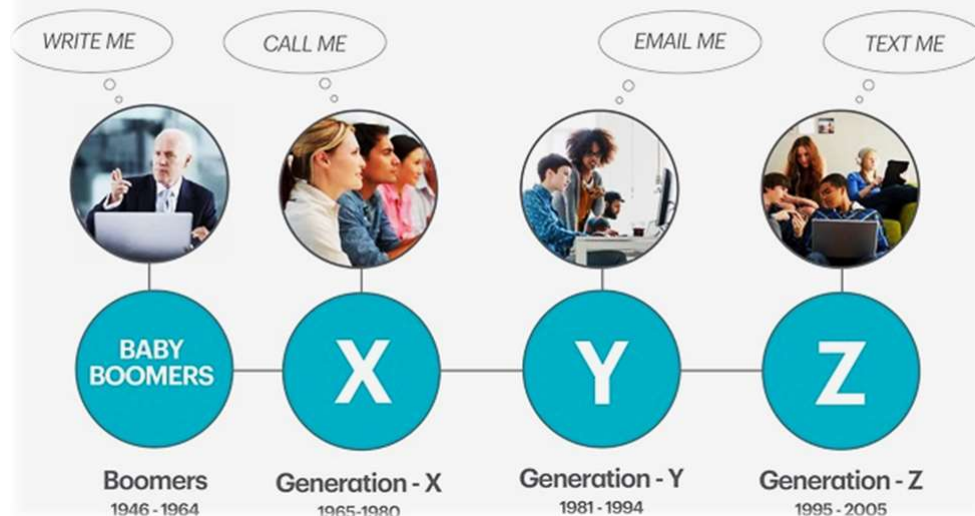 WRITE ME
CALL ME
EMAIL ME
TEXT ME
BABY
BOOMERS
X
Y
Z
Boomers
Generation - X
Generation - Y
Generation - Z
1946 - 1964
1965-1980
1981 - 1994
1995 - 2005